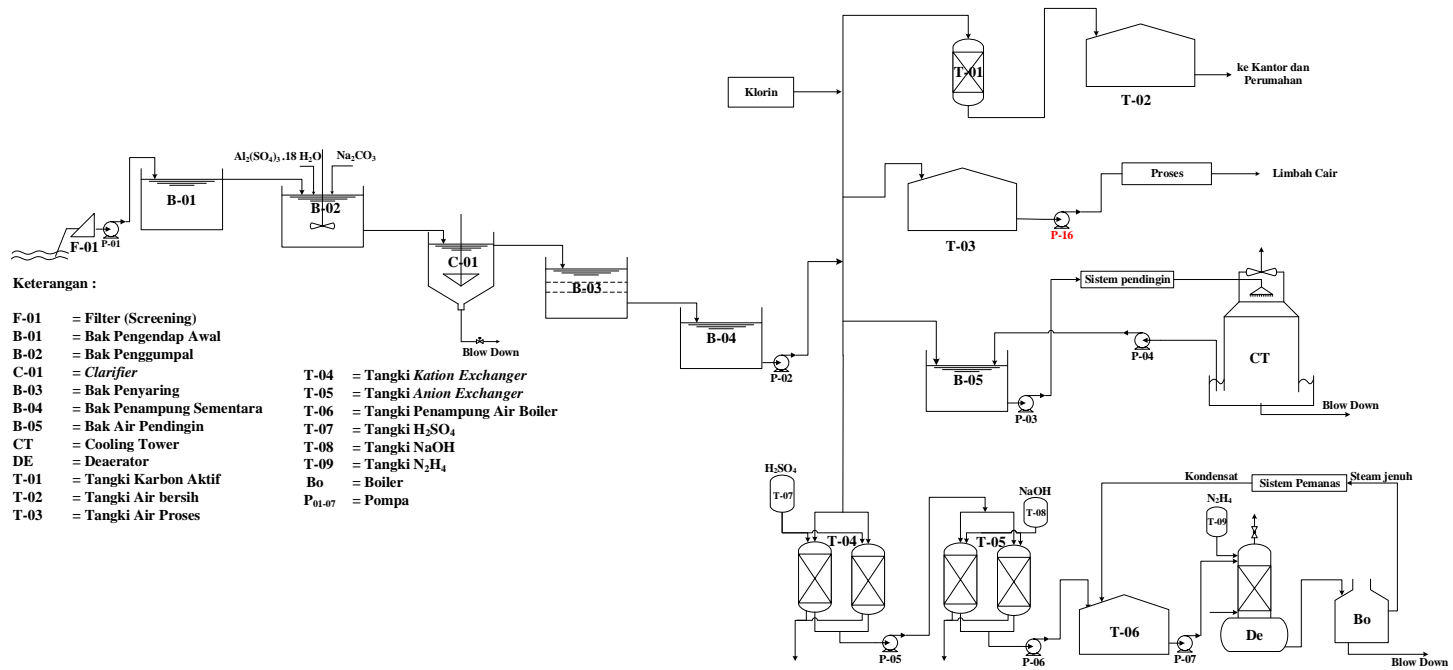 Klorin
T-01
T-02
ke Kantor dan
Perumahan
Al₂(SO₄)₃ .18 H₂O
Na₂CO₃
B-01
B-02
F-01
P-01
C-01
Blow Down
B-03
B-04
P-02
T-03
P-16
Proses
Limbah Cair
Sistem pendingin
B-05
P-03
P-04
CT
Blow Down
Keterangan :
F-01 = Filter (Screening)
B-01 = Bak Pengendap Awal
B-02 = Bak Penggumpal
C-01 = Clarifier
B-03 = Bak Penyaring
B-04 = Bak Penampung Sementara
B-05 = Bak Air Pendingin
CT = Cooling Tower
DE = Deaerator
T-01 = Tangki Karbon Aktif
T-02 = Tangki Air bersih
T-03 = Tangki Air Proses
T-04 = Tangki Kation Exchanger
T-05 = Tangki Anion Exchanger
T-06 = Tangki Penampung Air Boiler
T-07 = Tangki H₂SO₄
T-08 = Tangki NaOH
T-09 = Tangki N₂H₄
Bo = Boiler
P₀₁₋₀₇ = Pompa
H₂SO₄
T-07
T-04
P-05
NaOH
T-08
T-05
P-06
Kondensat
Sistem Pemanas
Steam jenuh
N₂H₄
T-09
T-06
P-07
De
Bo
Blow Down